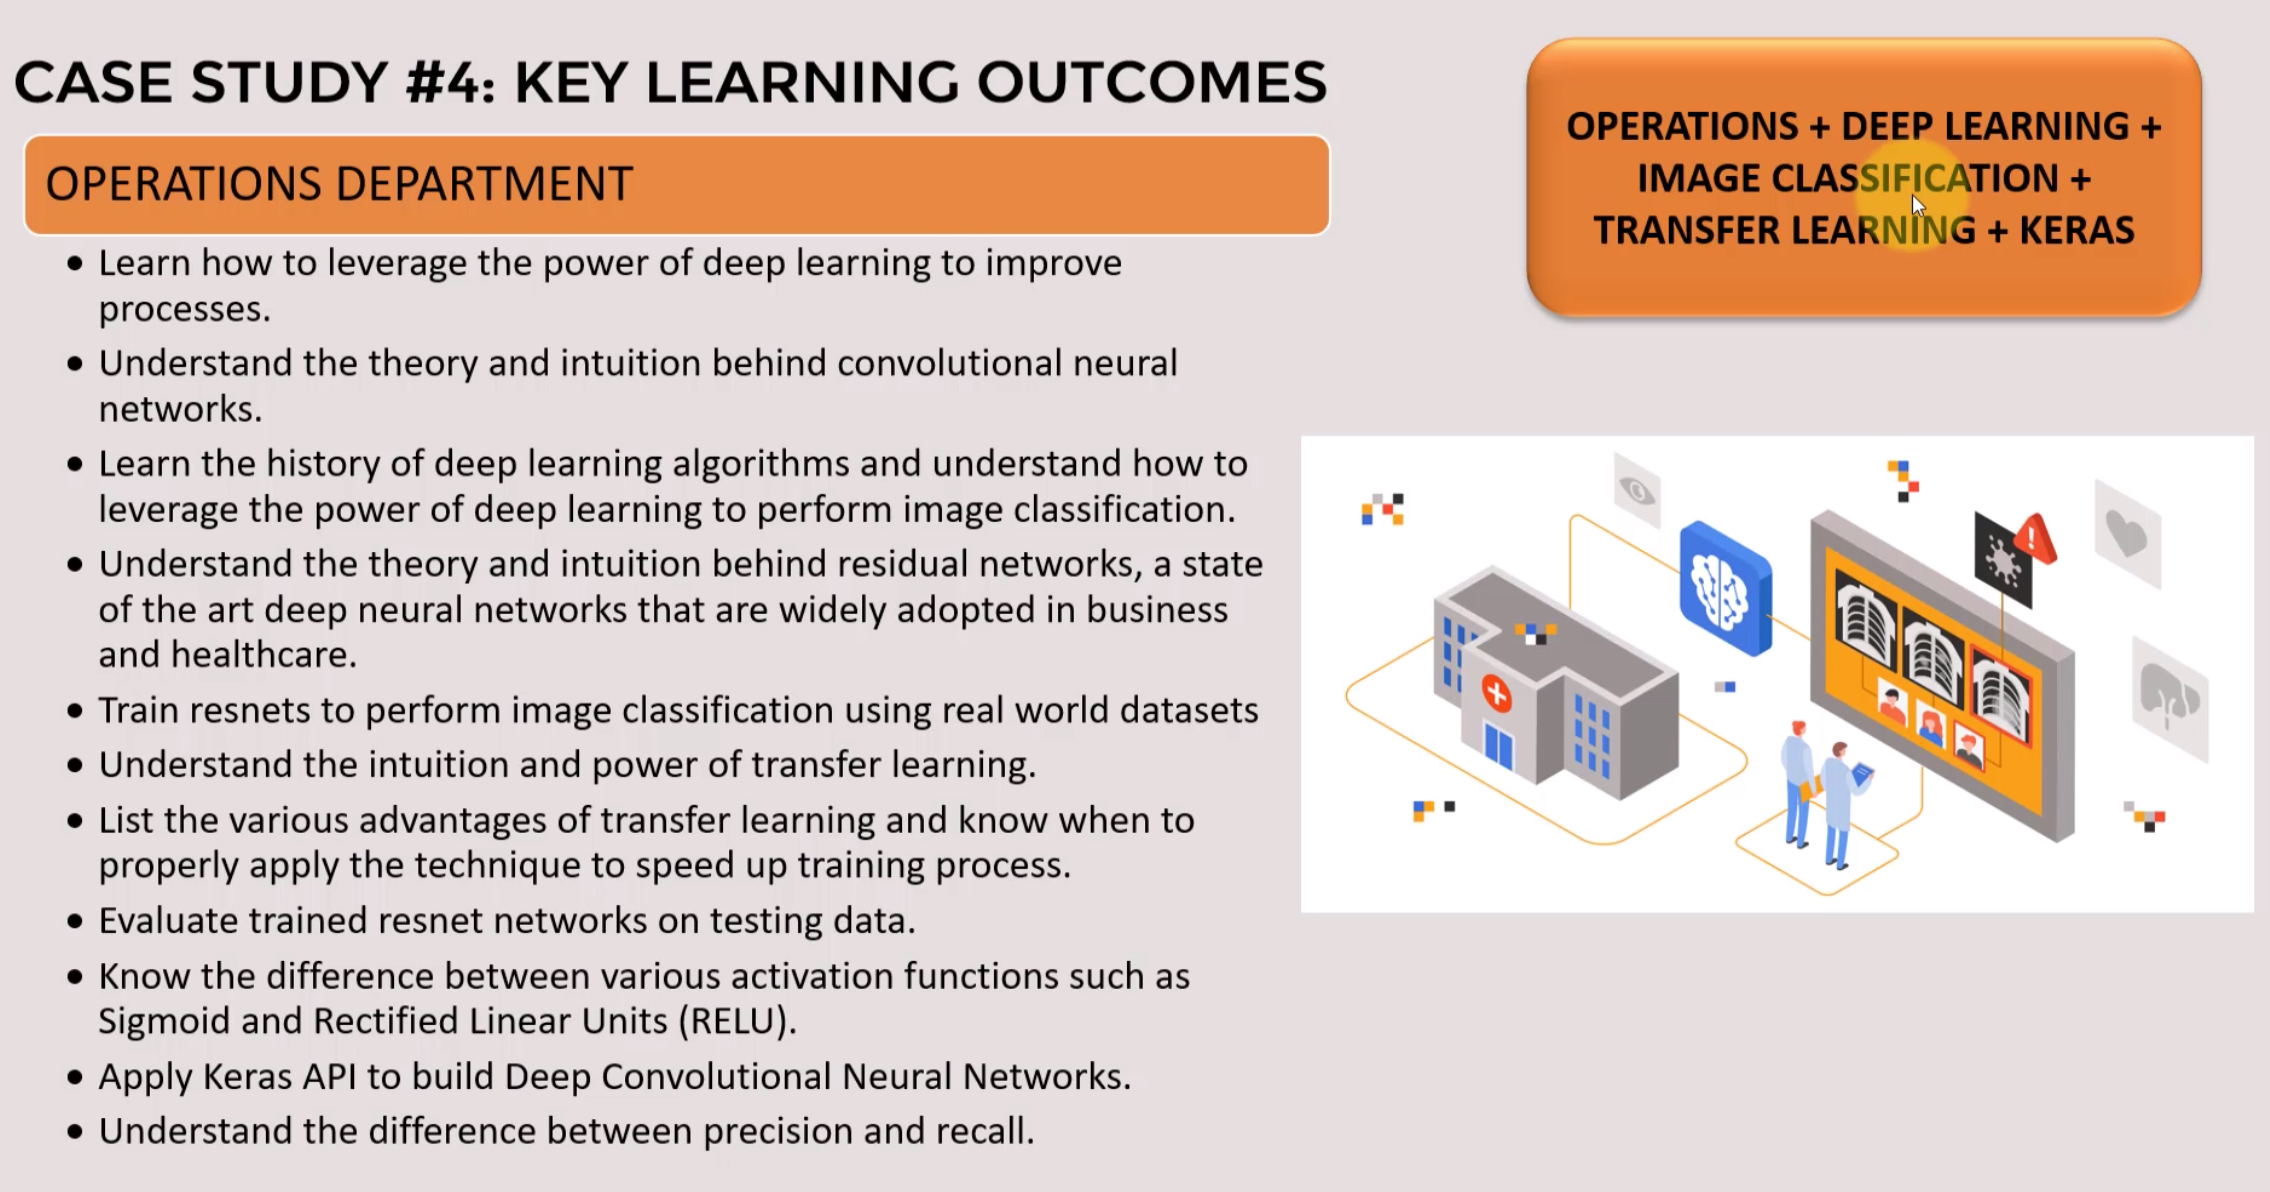 CASE STUDY #4: KEY LEARNING OUTCOMES
OPERATIONS DEPARTMENT
• Learn how to leverage the power of deep learning to improve
processes.
• Understand the theory and intuition behind convolutional neural
networks.
• Learn the history of deep learning algorithms and understand how to
leverage the power of deep learning to perform image classification.
• Understand the theory and intuition behind residual networks, a state
of the art deep neural networks that are widely adopted in business
and healthcare.
• Train resnets to perform image classification using real world datasets
• Understand the intuition and power of transfer learning.
• List the various advantages of transfer learning and know when to
properly apply the technique to speed up training process.
• Evaluate trained resnet networks on testing data.
• Know the difference between various activation functions such as
Sigmoid and Rectified Linear Units (RELU).
• Apply Keras API to build Deep Convolutional Neural Networks.
• Understand the difference between precision and recall.
OPERATIONS + DEEP LEARNING +
IMAGE CLASSIFICATION +
TRANSFER LEARNING + KERAS